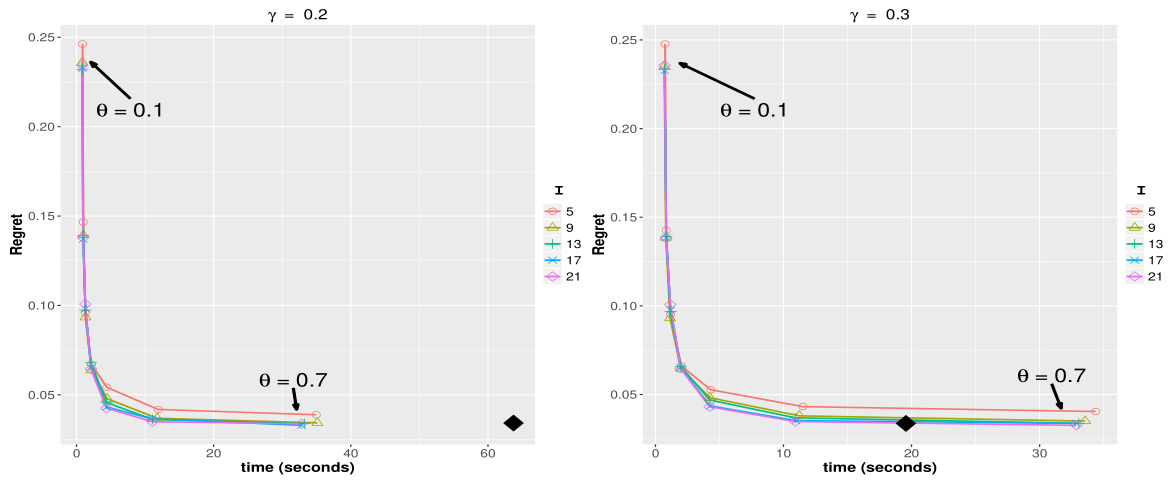 γ = 0.2
0.25
0.20
0.15
0.10
0.05
Regret
θ = 0.1
θ = 0.7
0
20
40
60
time (seconds)
I
5
9
13
17
21
γ = 0.3
0.25
0.20
0.15
0.10
0.05
Regret
θ = 0.1
θ = 0.7
0
10
20
30
time (seconds)
I
5
9
13
17
21